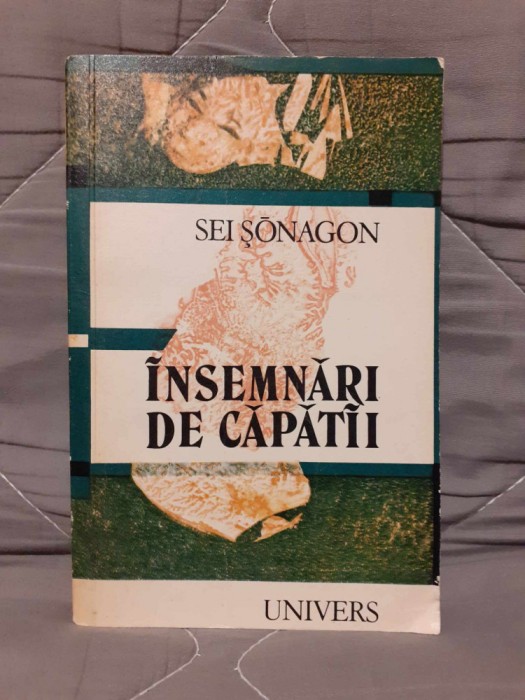 SEI ŞŌNAGON
ÎNSEMNĂRI
DE CĂPĂTÎI
UNIVERS